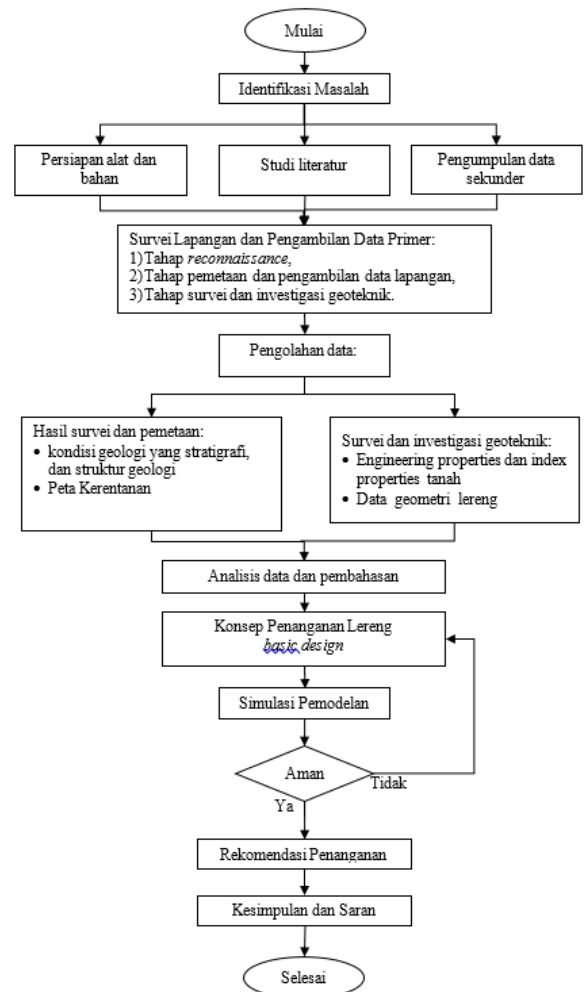 Mulai
Identifikasi Masalah
Persiapan alat dan
bahan
Studi literatur
Pengumpulan data
sekunder
Survei Lapangan dan Pengambilan Data Primer:
1) Tahap reconnaissance,
2) Tahap pemetaan dan pengambilan data lapangan,
3) Tahap survei dan investigasi geoteknik.
Pengolahan data:
Hasil survei dan pemetaan:
• kondisi geologi yang stratigrafi,
dan struktur geologi
• Peta Kerentanan
Survei dan investigasi geoteknik:
• Engineering properties dan index
properties tanah
• Data geometri lereng
Analisis data dan pembahasan
Konsep Penanganan Lereng
basic design
Simulasi Pemodelan
Aman
Tidak
Ya
Rekomendasi Penanganan
Kesimpulan dan Saran
Selesai